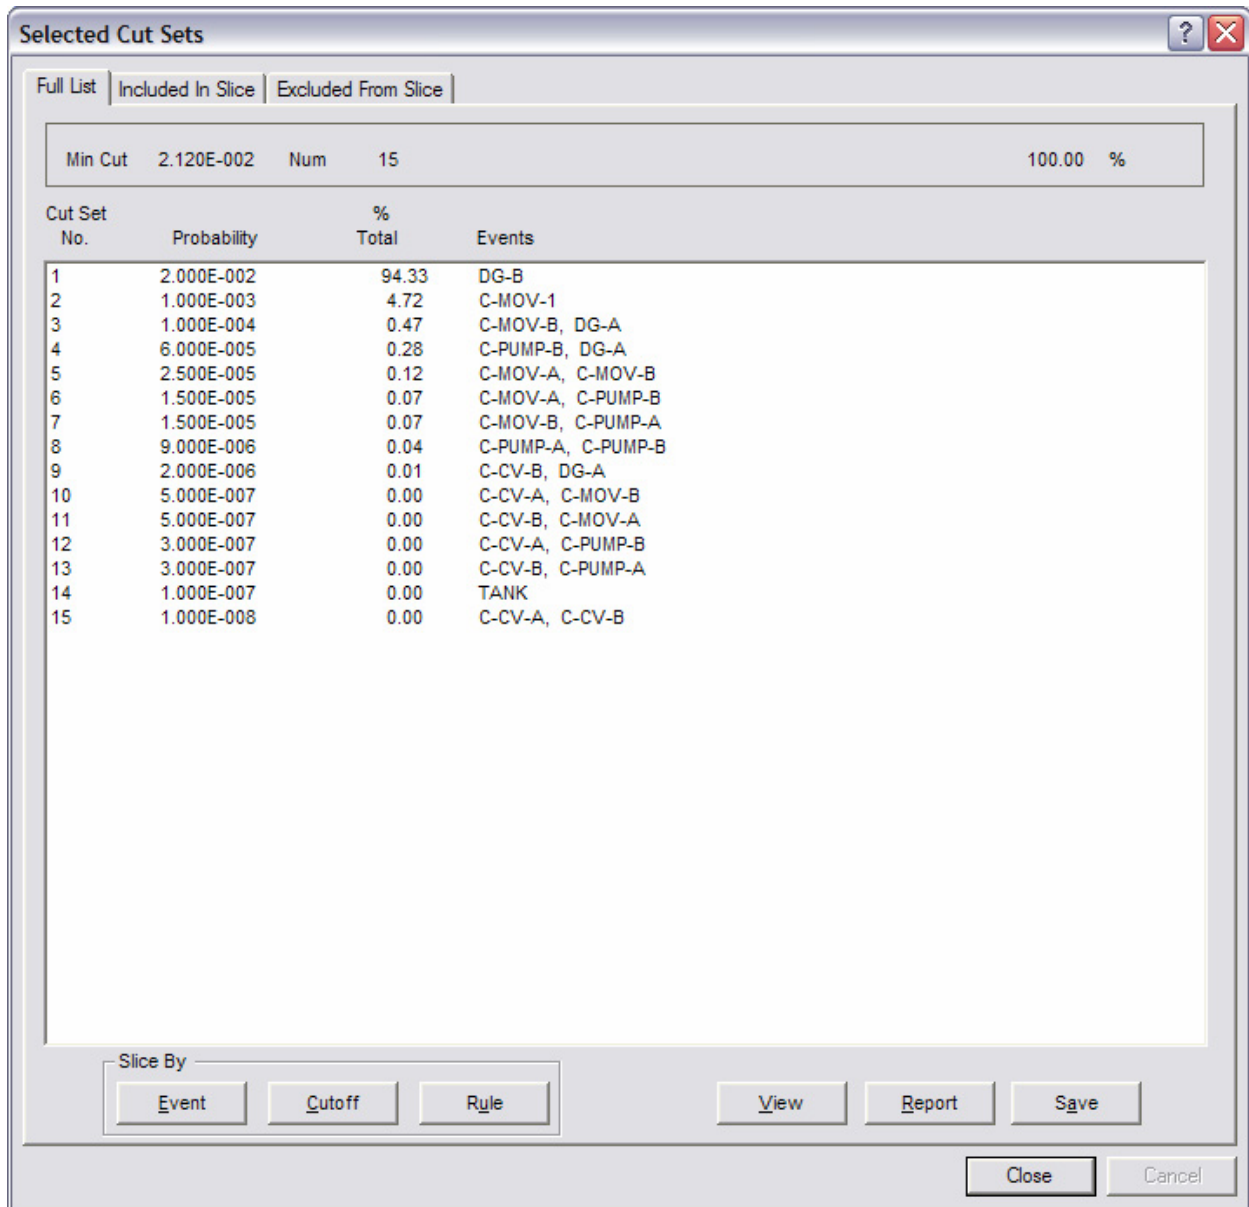 Selected Cut Sets
Full List Included In Slice Excluded From Slice
Min Cut 2.120E-002 Num 15 100.00 %
Cut Set %
No. Probability Total Events
1 2.000E-002 94.33 DG-B
2 1.000E-003 4.72 C-MOV-1
3 1.000E-004 0.47 C-MOV-B, DG-A
4 6.000E-005 0.28 C-PUMP-B, DG-A
5 2.500E-005 0.12 C-MOV-A, C-MOV-B
6 1.500E-005 0.07 C-MOV-A, C-PUMP-B
7 1.500E-005 0.07 C-MOV-B, C-PUMP-A
8 9.000E-006 0.04 C-PUMP-A, C-PUMP-B
9 2.000E-006 0.01 C-CV-B, DG-A
10 5.000E-007 0.00 C-CV-A, C-MOV-B
11 5.000E-007 0.00 C-CV-B, C-MOV-A
12 3.000E-007 0.00 C-CV-A, C-PUMP-B
13 3.000E-007 0.00 C-CV-B, C-PUMP-A
14 1.000E-007 0.00 TANK
15 1.000E-008 0.00 C-CV-A, C-CV-B
Slice By
Event Cutoff Rule View Report Save
Close Cancel